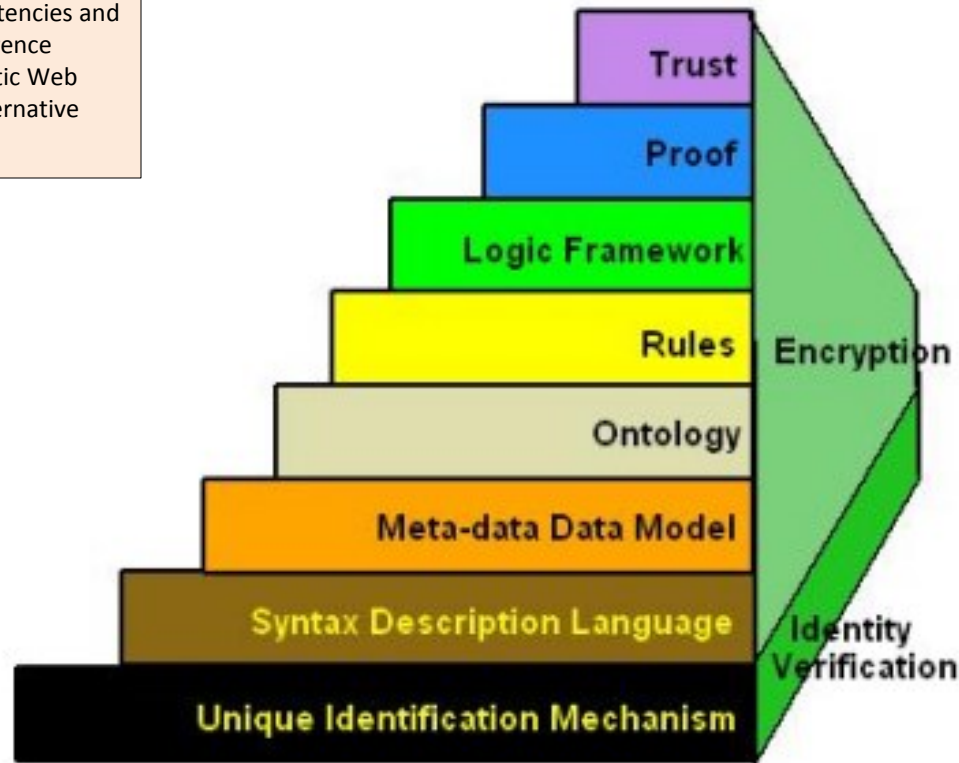 tencies and
ence
tic Web
ernative
Trust
Proof
Logic Framework
Rules
Encryption
Ontology
Meta-data Data Model
Syntax Description Language
Identity
Verification
Unique Identification Mechanism